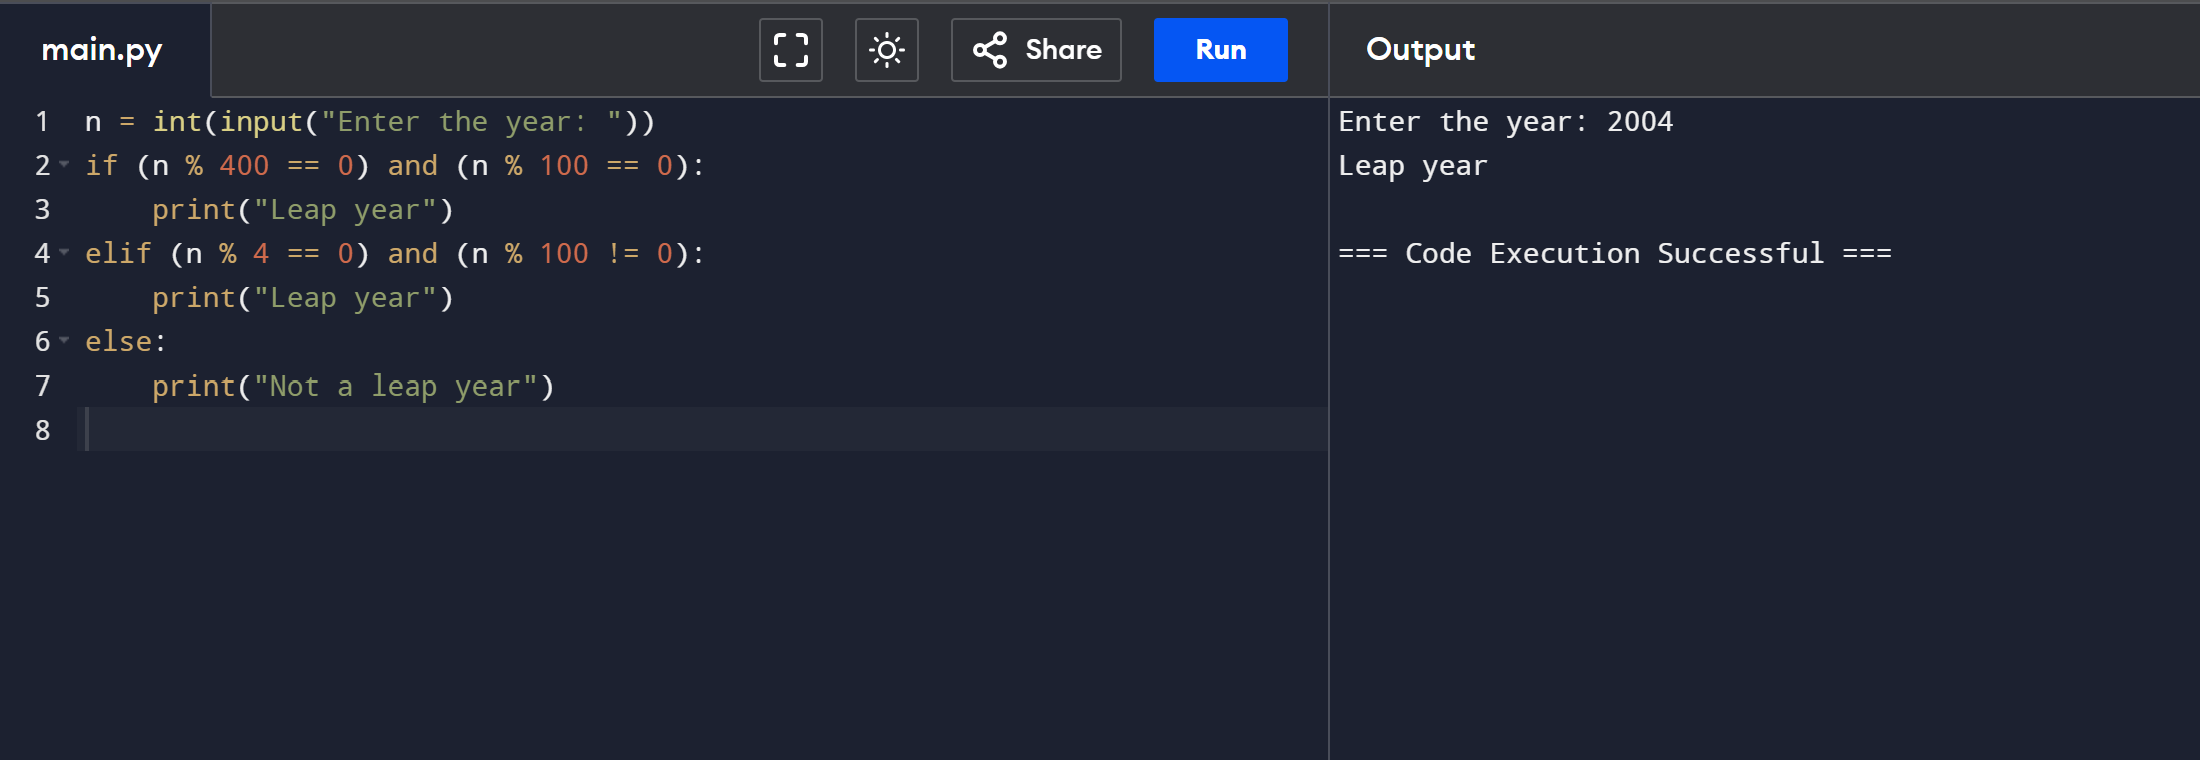 main.py
Share
Run
Output
1 n = int(input("Enter the year: "))
2 if (n % 400 == 0) and (n % 100 == 0):
3     print("Leap year")
4 elif (n % 4 == 0) and (n % 100 != 0):
5     print("Leap year")
6 else:
7     print("Not a leap year")
8
Enter the year: 2004
Leap year
=== Code Execution Successful ===